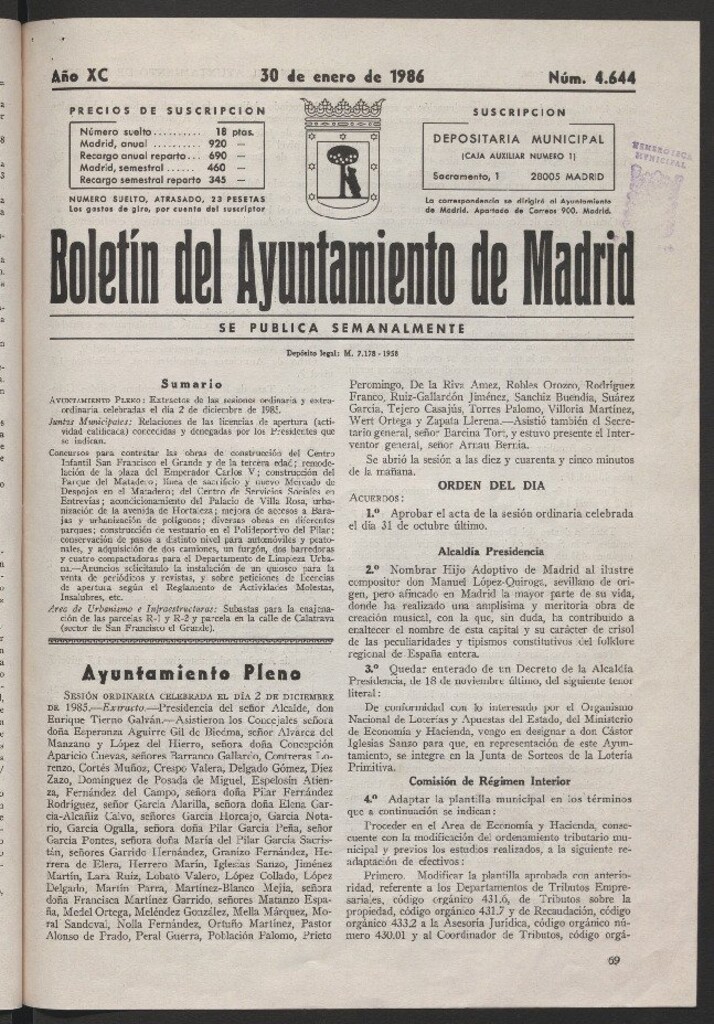 Año XC
30 de enero de 1986
Núm. 4.644
PRECIOS DE SUSCRIPCION
Número suelto.......... 18 ptas.
Madrid, anual .......... 920 —
Recargo anual reparto... 690 —
Madrid, semestral ...... 460 —
Recargo semestral reparto 345 —
NUMERO SUELTO, ATRASADO, 23 PESETAS
Los gastos de giro, por cuenta del suscriptor
SUSCRIPCION
DEPOSITARIA MUNICIPAL
(CAJA AUXILIAR NUMERO 1)
Sacramento, 1 28005 MADRID
La correspondencia se dirigirá al Ayuntamiento
de Madrid. Apartado de Correos 900. Madrid.
HEMEROTECA
MUNICIPAL
Boletín del Ayuntamiento de Madrid
SE PUBLICA SEMANALMENTE
Depósito legal: M. 7.178 - 1958
Sumario
AYUNTAMIENTO PLENO: Extractos de las sesiones ordinaria y extra-
ordinaria celebradas el día 2 de diciembre de 1985.
Juntas Municipales: Relaciones de las licencias de apertura (acti-
vidad calificada) concedidas y denegadas por los Presidentes que
se indican.
Concursos para contratar las obras de construcción del Centro
Infantil San Francisco el Grande y de la tercera edad; remode-
lación de la plaza del Emperador Carlos V; construcción del
Parque del Matadero; línea de sacrificio y nuevo Mercado de
Despojos en el Matadero; del Centro de Servicios Sociales en
Entrevías; acondicionamiento del Palacio de Villa Rosa, urba-
nización de la avenida de Hortaleza; mejora de accesos a Bara-
jas y urbanización de polígonos; diversas obras en diferentes
parques; construcción de vestuario en el Polideportivo del Pilar;
conservación de pasos a distinto nivel para automóviles y peato-
nales, y adquisición de dos camiones, un furgón, dos barredoras
y cuatro compactadoras para el Departamento de Limpieza Urba-
na.—Anuncios solicitando la instalación de un quiosco para la
venta de periódicos y revistas, y sobre peticiones de licencias
de apertura según el Reglamento de Actividades Molestas,
Insalubres, etc.
Area de Urbanismo e Infraestructuras: Subastas para la enajena-
ción de las parcelas R-1 y R-2 y parcela en la calle de Calatrava
(sector de San Francisco el Grande).
Ayuntamiento Pleno
SESIÓN ORDINARIA CELEBRADA EL DÍA 2 DE DICIEMBRE
DE 1985.—Extracto.—Presidencia del señor Alcalde, don
Enrique Tierno Galván.—Asistieron los Concejales señora
doña Esperanza Aguirre Gil de Biedma, señor Alvarez del
Manzano y López del Hierro, señora doña Concepción
Aparicio Cuevas, señores Barranco Gallardo, Contreras Lo-
renzo, Cortés Muñoz, Crespo Valera, Delgado Gómez, Díez
Zazo, Domínguez de Posada de Miguel, Espelosín Atien-
za, Fernández del Campo, señora doña Pilar Fernández
Rodríguez, señor García Alarilla, señora doña Elena Gar-
cía-Alcañiz Calvo, señores García Horcajo, García Nota-
rio, García Ogalla, señora doña Pilar García Peña, señor
García Pontes, señora doña María del Pilar García Sacris-
tán, señores Garrido Hernández, Granizo Fernández, He-
rrera de Elera, Herrero Marín, Iglesias Sanzo, Jiménez
Martín, Lara Ruiz, Lobato Valero, López Collado, López
Delgado, Martín Parra, Martínez-Blanco Mejía, señora
doña Francisca Martínez Garrido, señores Matanzo Espa-
ña, Medel Ortega, Meléndez González, Mella Márquez, Mo-
ral Sandoval, Nolla Fernández, Ortuño Martínez, Pastor
Alonso de Prado, Peral Guerra, Población Palomo, Prieto
Peromingo, De la Riva Amez, Robles Orozco, Rodríguez
Franco, Ruiz-Gallardón Jiménez, Sanchiz Buendía, Suárez
García, Tejero Casajús, Torres Palomo, Villoria Martínez,
Wert Ortega y Zapata Llerena.—Asistió también el Secre-
tario general, señor Barcina Tort, y estuvo presente el Inter-
ventor general, señor Arnau Bernia.
Se abrió la sesión a las diez y cuarenta y cinco minutos
de la mañana.
ORDEN DEL DIA
ACUERDOS:
1.º Aprobar el acta de la sesión ordinaria celebrada
el día 31 de octubre último.
Alcaldía Presidencia
2.º Nombrar Hijo Adoptivo de Madrid al ilustre
compositor don Manuel López-Quiroga, sevillano de ori-
gen, pero afincado en Madrid la mayor parte de su vida,
donde ha realizado una amplísima y meritoria obra de
creación musical, con la que, sin duda, ha contribuido a
enaltecer el nombre de esta capital y su carácter de crisol
de las peculiaridades y tipismos constitutivos del folklore
regional de España entera.
3.º Quedar enterado de un Decreto de la Alcaldía
Presidencia, de 18 de noviembre último, del siguiente tenor
literal:
De conformidad con lo interesado por el Organismo
Nacional de Loterías y Apuestas del Estado, del Ministerio
de Economía y Hacienda, vengo en designar a don Cástor
Iglesias Sanzo para que, en representación de este Ayun-
tamiento, se integre en la Junta de Sorteos de la Lotería
Primitiva.
Comisión de Régimen Interior
4.º Adaptar la plantilla municipal en los términos
que a continuación se indican:
Proceder en el Area de Economía y Hacienda, conse-
cuente con la modificación del ordenamiento tributario mu-
nicipal y previos los estudios realizados, a la siguiente re-
adaptación de efectivos:
Primero. Modificar la plantilla aprobada con anterio-
ridad, referente a los Departamentos de Tributos Empre-
sariales, código orgánico 431.6, de Tributos sobre la
propiedad, código orgánico 431.7 y de Recaudación, código
orgánico 433.2 a la Asesoría Jurídica, código orgánico nú-
mero 430.01 y al Coordinador de Tributos, código orgá-
69